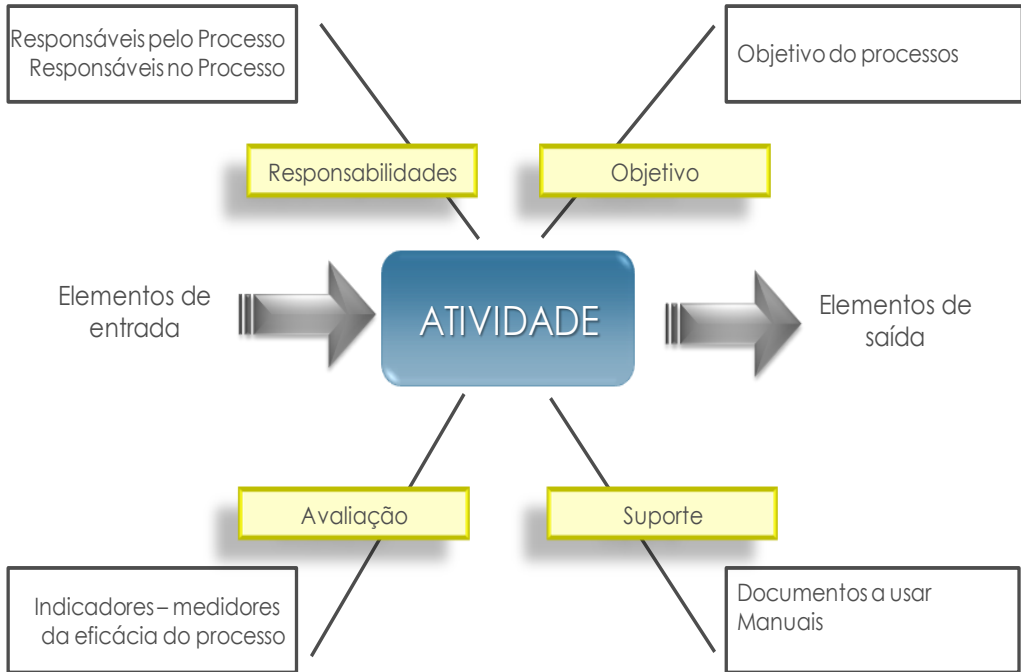 Responsáveis pelo Processo
Responsáveis no Processo
Objetivo do processos
Responsabilidades
Objetivo
Elementos de
entrada
ATIVIDADE
Elementos de
saída
Avaliação
Suporte
Indicadores – medidores
da eficácia do processo
Documentos a usar
Manuais